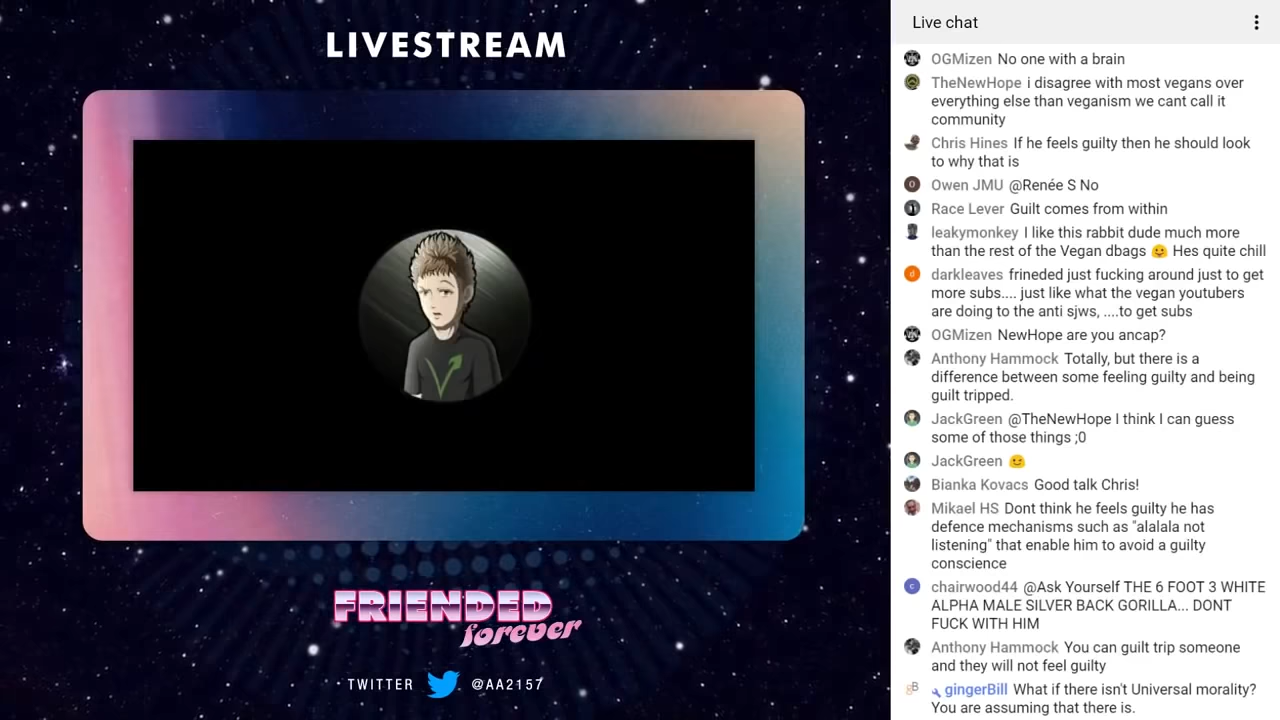 LIVESTREAM
FRIENDED
forever
TWITTER @AA2157
Live chat
OGMizen No one with a brain
TheNewHope i disagree with most vegans over
everything else than veganism we cant call it
community
Chris Hines If he feels guilty then he should look
to why that is
O
Owen JMU @Renée S No
Race Lever Guilt comes from within
leakymonkey I like this rabbit dude much more
than the rest of the Vegan dbags 🙂 Hes quite chill
d
darkleaves frineded just fucking around just to get
more subs.... just like what the vegan youtubers
are doing to the anti sjws, ....to get subs
OGMizen NewHope are you ancap?
Anthony Hammock Totally, but there is a
difference between some feeling guilty and being
guilt tripped.
JackGreen @TheNewHope I think I can guess
some of those things ;0
JackGreen 🙂
Bianka Kovacs Good talk Chris!
Mikael HS Dont think he feels guilty he has
defence mechanisms such as "alalala not
listening" that enable him to avoid a guilty
conscience
c
chairwood44 @Ask Yourself THE 6 FOOT 3 WHITE
ALPHA MALE SILVER BACK GORILLA... DONT
FUCK WITH HIM
Anthony Hammock You can guilt trip someone
and they will not feel guilty
gB
gingerBill What if there isn't Universal morality?
You are assuming that there is.